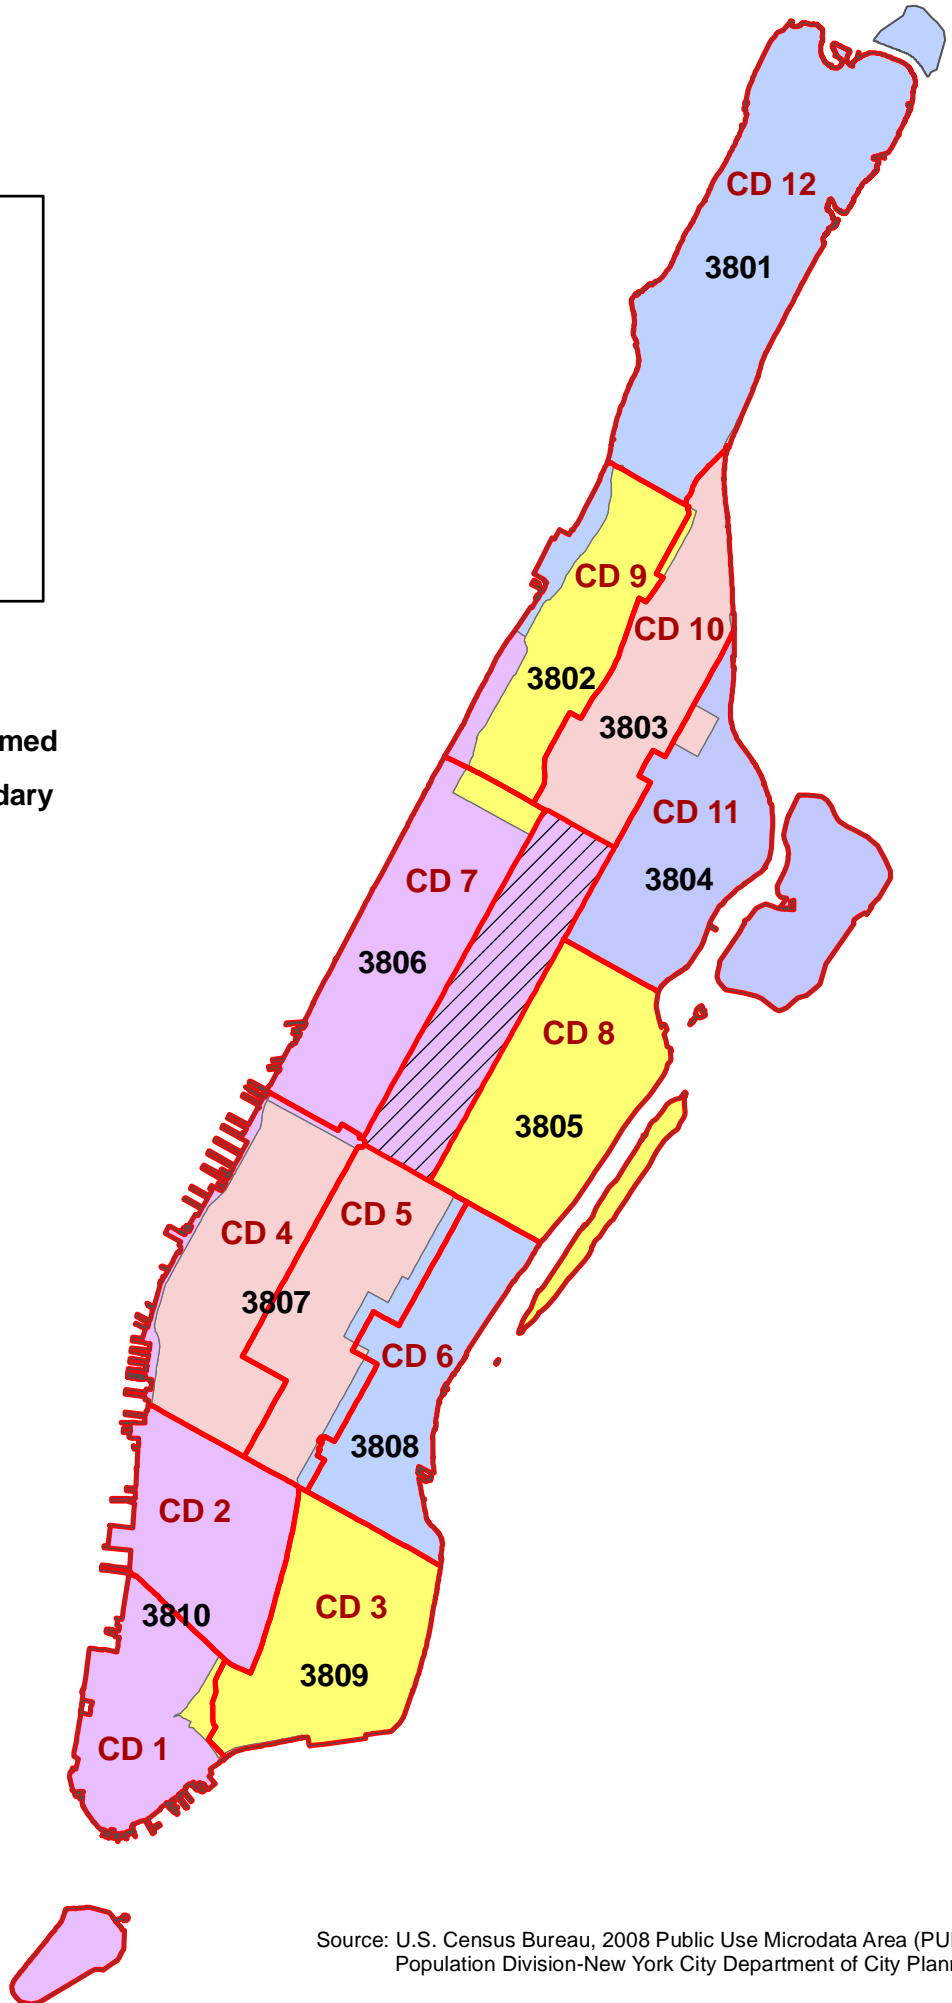 CD 12
3801
CD 9
CD 10
3802
3803
med
dary
CD 11
CD 7
3804
3806
CD 8
3805
CD 5
CD 4
3807
CD 6
3808
CD 2
CD 3
3810
3809
CD 1
Source: U.S. Census Bureau, 2008 Public Use Microdata Area (PU
Population Division-New York City Department of City Plan